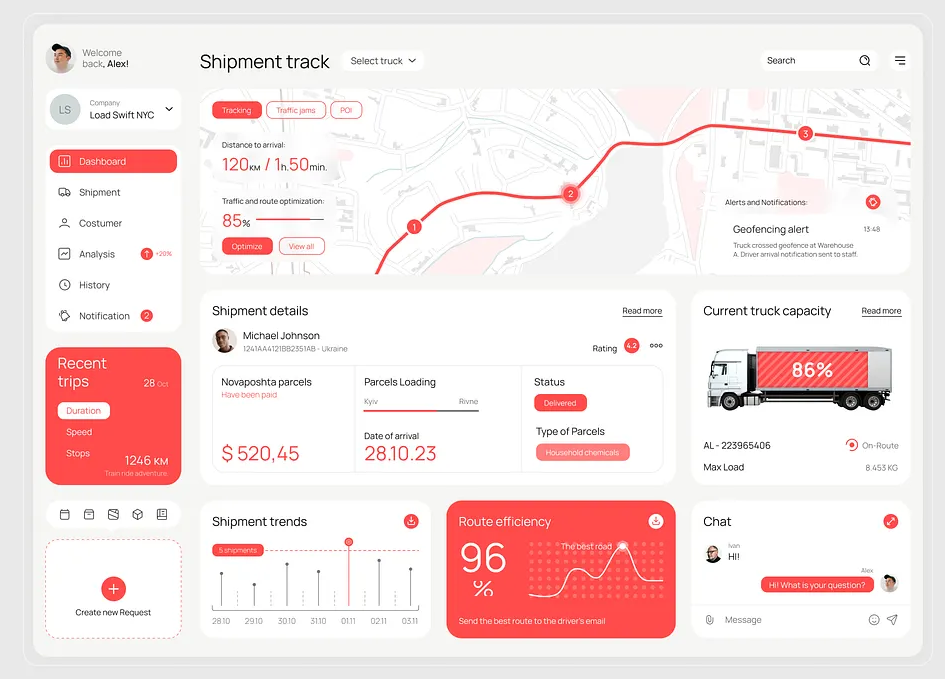 Welcome
back, Alex!
LS
Company
Load Swift NYC
Dashboard
Shipment
Costumer
Analysis
+20%
History
Notification
2
Recent
trips
28 Oct
Duration
Speed
Stops
1246 KM
Train ride adventure
Create new Request
Shipment track
Select truck
Search
Tracking
Traffic jams
POI
Distance to arrival:
120KM / 1h.50min.
Traffic and route optimization:
85%
Optimize
View all
1
2
3
Alerts and Notifications:
Geofencing alert
13:48
Truck crossed geofence at Warehouse
A. Driver arrival notification sent to staff.
Shipment details
Read more
Michael Johnson
1241AA4121BB2351AB - Ukraine
Rating
4.2
Novaposhta parcels
Have been paid
$ 520,45
Parcels Loading
Kyiv
Rivne
Date of arrival
28.10.23
Status
Delivered
Type of Parcels
Household chemicals
Current truck capacity
Read more
86%
AL - 223965406
On-Route
Max Load
8.453 KG
Shipment trends
5 shipments
28.10
29.10
30.10
31.10
01.11
02.11
03.11
Route efficiency
96
%
The best road
Send the best route to the driver's email
Chat
Ivan
HI!
Alex
Hi! What is your question?
Message